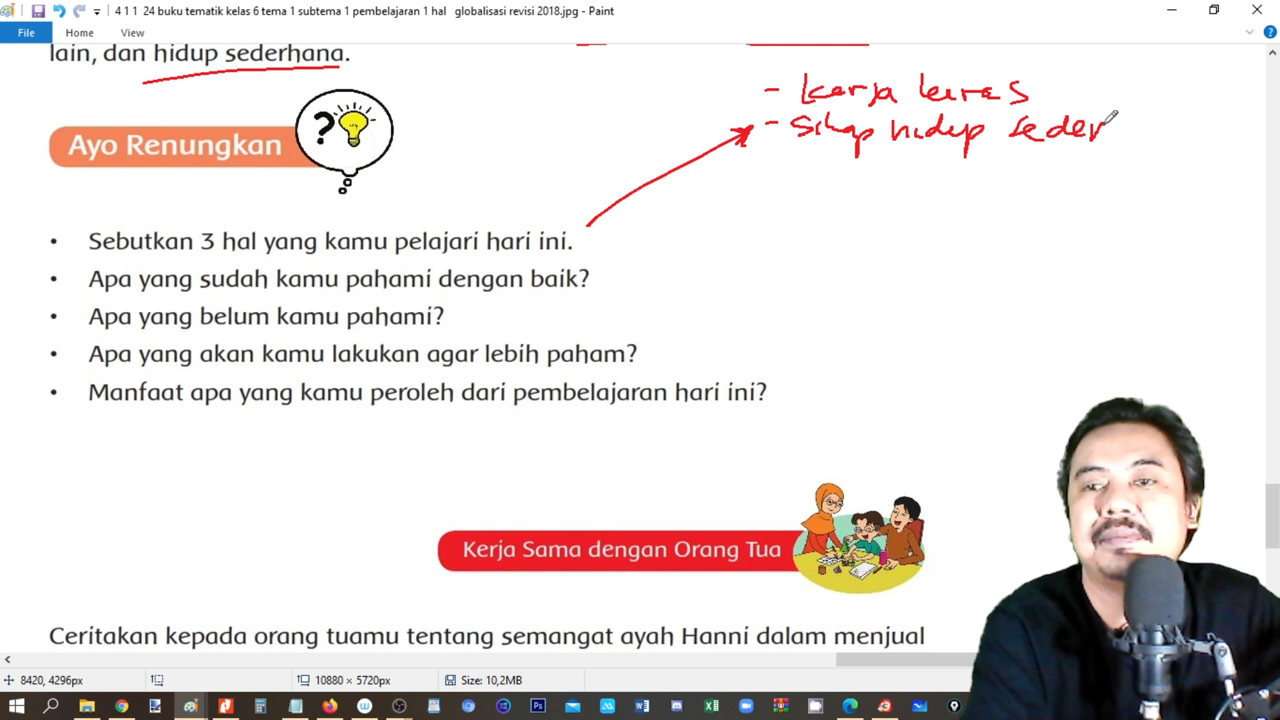 4 1 1 24 buku tematik kelas 6 tema 1 subtema 1 pembelajaran 1 hal globalisasi revisi 2018.jpg - Paint
File Home View
lain, dan hidup sederhana.
- kerja keras
- Sikap hidup seder
?
Ayo Renungkan
• Sebutkan 3 hal yang kamu pelajari hari ini.
• Apa yang sudah kamu pahami dengan baik?
• Apa yang belum kamu pahami?
• Apa yang akan kamu lakukan agar lebih paham?
• Manfaat apa yang kamu peroleh dari pembelajaran hari ini?
Kerja Sama dengan Orang Tua
Ceritakan kepada orang tuamu tentang semangat ayah Hanni dalam menjual
8420, 4296px 10880 × 5720px Size: 10,2MB